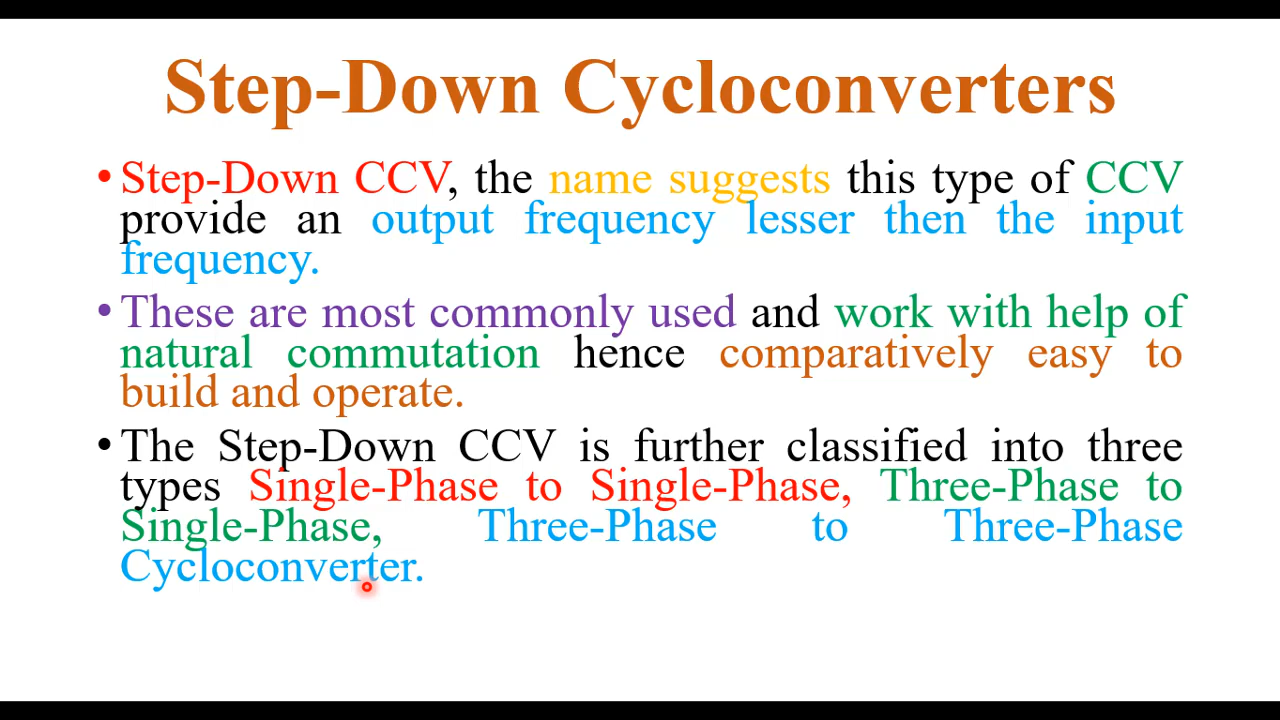 Step-Down Cycloconverters
• Step-Down CCV, the name suggests this type of CCV
provide an output frequency lesser then the input
frequency.
• These are most commonly used and work with help of
natural commutation hence comparatively easy to
build and operate.
• The Step-Down CCV is further classified into three
types Single-Phase to Single-Phase, Three-Phase to
Single-Phase, Three-Phase to Three-Phase
Cycloconverter.